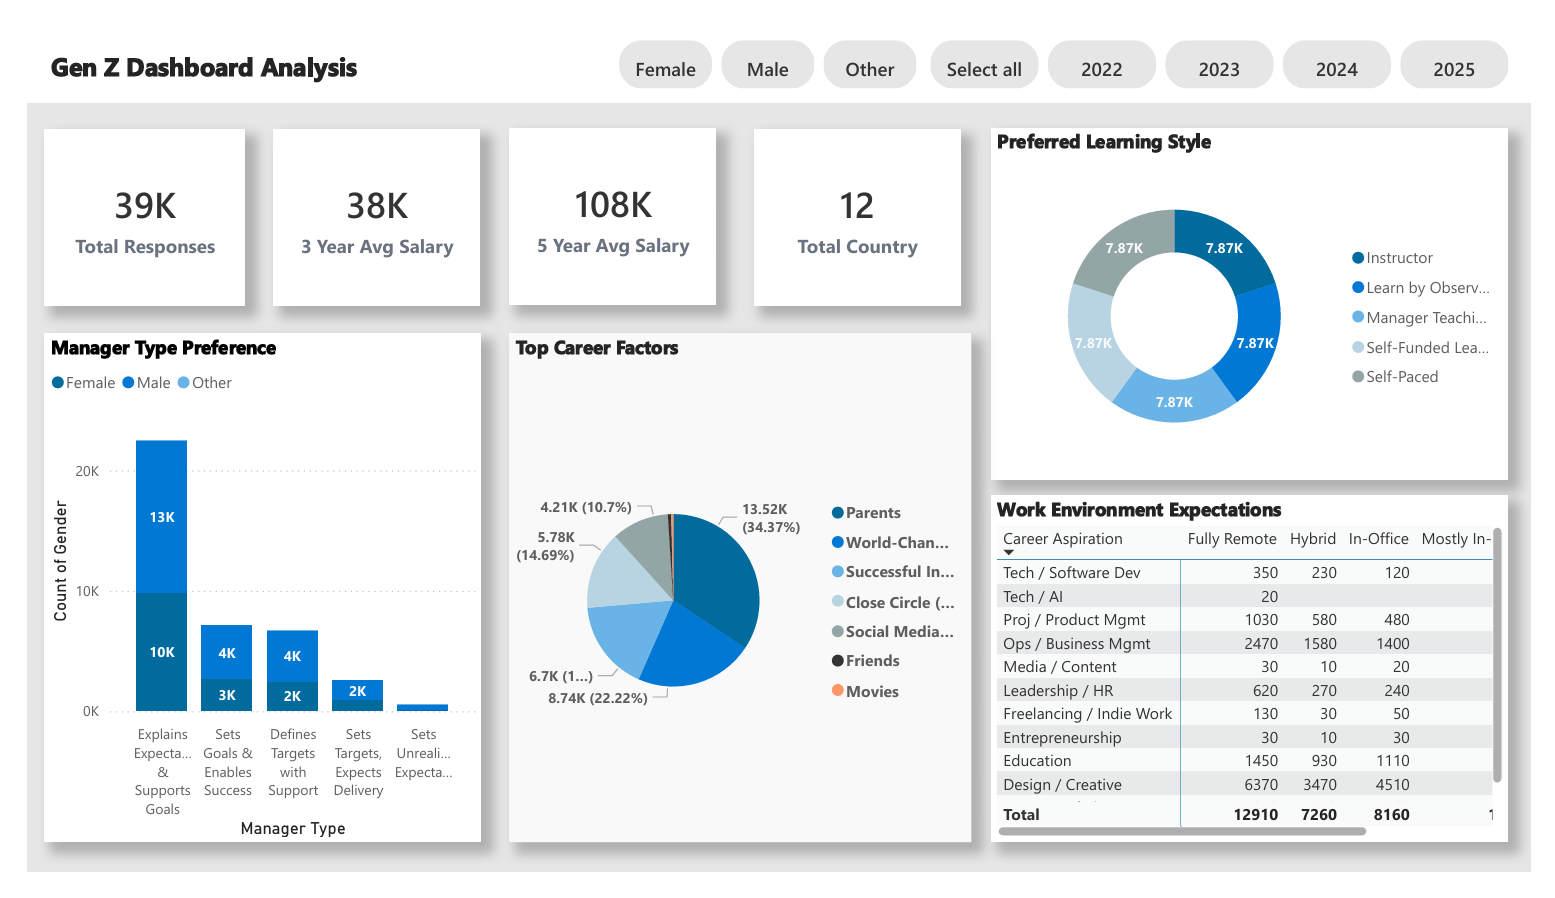 Gen Z Dashboard Analysis
Female
Male
Other
Select all
2022
2023
2024
2025
39K
Total Responses
38K
3 Year Avg Salary
108K
5 Year Avg Salary
12
Total Country
Preferred Learning Style
7.87K
7.87K
7.87K
7.87K
7.87K
Instructor
Learn by Observ...
Manager Teachi...
Self-Funded Lea...
Self-Paced
Manager Type Preference
Female Male Other
Count of Gender
20K
10K
0K
13K
10K
4K
3K
4K
2K
2K
Explains
Expecta...
&
Supports
Goals
Sets
Goals &
Enables
Success
Defines
Targets
with
Support
Sets
Targets,
Expects
Delivery
Sets
Unreali...
Expecta...
Manager Type
Top Career Factors
4.21K (10.7%)
13.52K
(34.37%)
5.78K
(14.69%)
6.7K (1...)
8.74K (22.22%)
Parents
World-Chan...
Successful In...
Close Circle (...
Social Media...
Friends
Movies
Work Environment Expectations
Career Aspiration Fully Remote Hybrid In-Office Mostly In-
Tech / Software Dev 350 230 120
Tech / AI 20
Proj / Product Mgmt 1030 580 480
Ops / Business Mgmt 2470 1580 1400
Media / Content 30 10 20
Leadership / HR 620 270 240
Freelancing / Indie Work 130 30 50
Entrepreneurship 30 10 30
Education 1450 930 1110
Design / Creative 6370 3470 4510
Total 12910 7260 8160 1